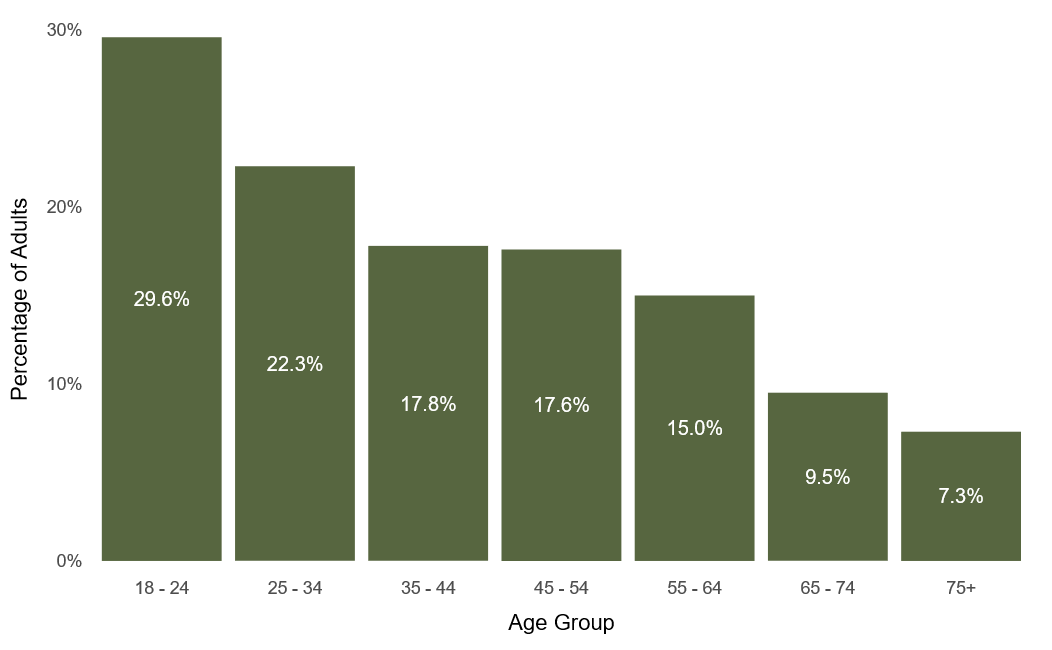 30%
20%
10%
0%
Percentage of Adults
29.6%
22.3%
17.8%
17.6%
15.0%
9.5%
7.3%
18 - 24
25 - 34
35 - 44
45 - 54
55 - 64
65 - 74
75+
Age Group